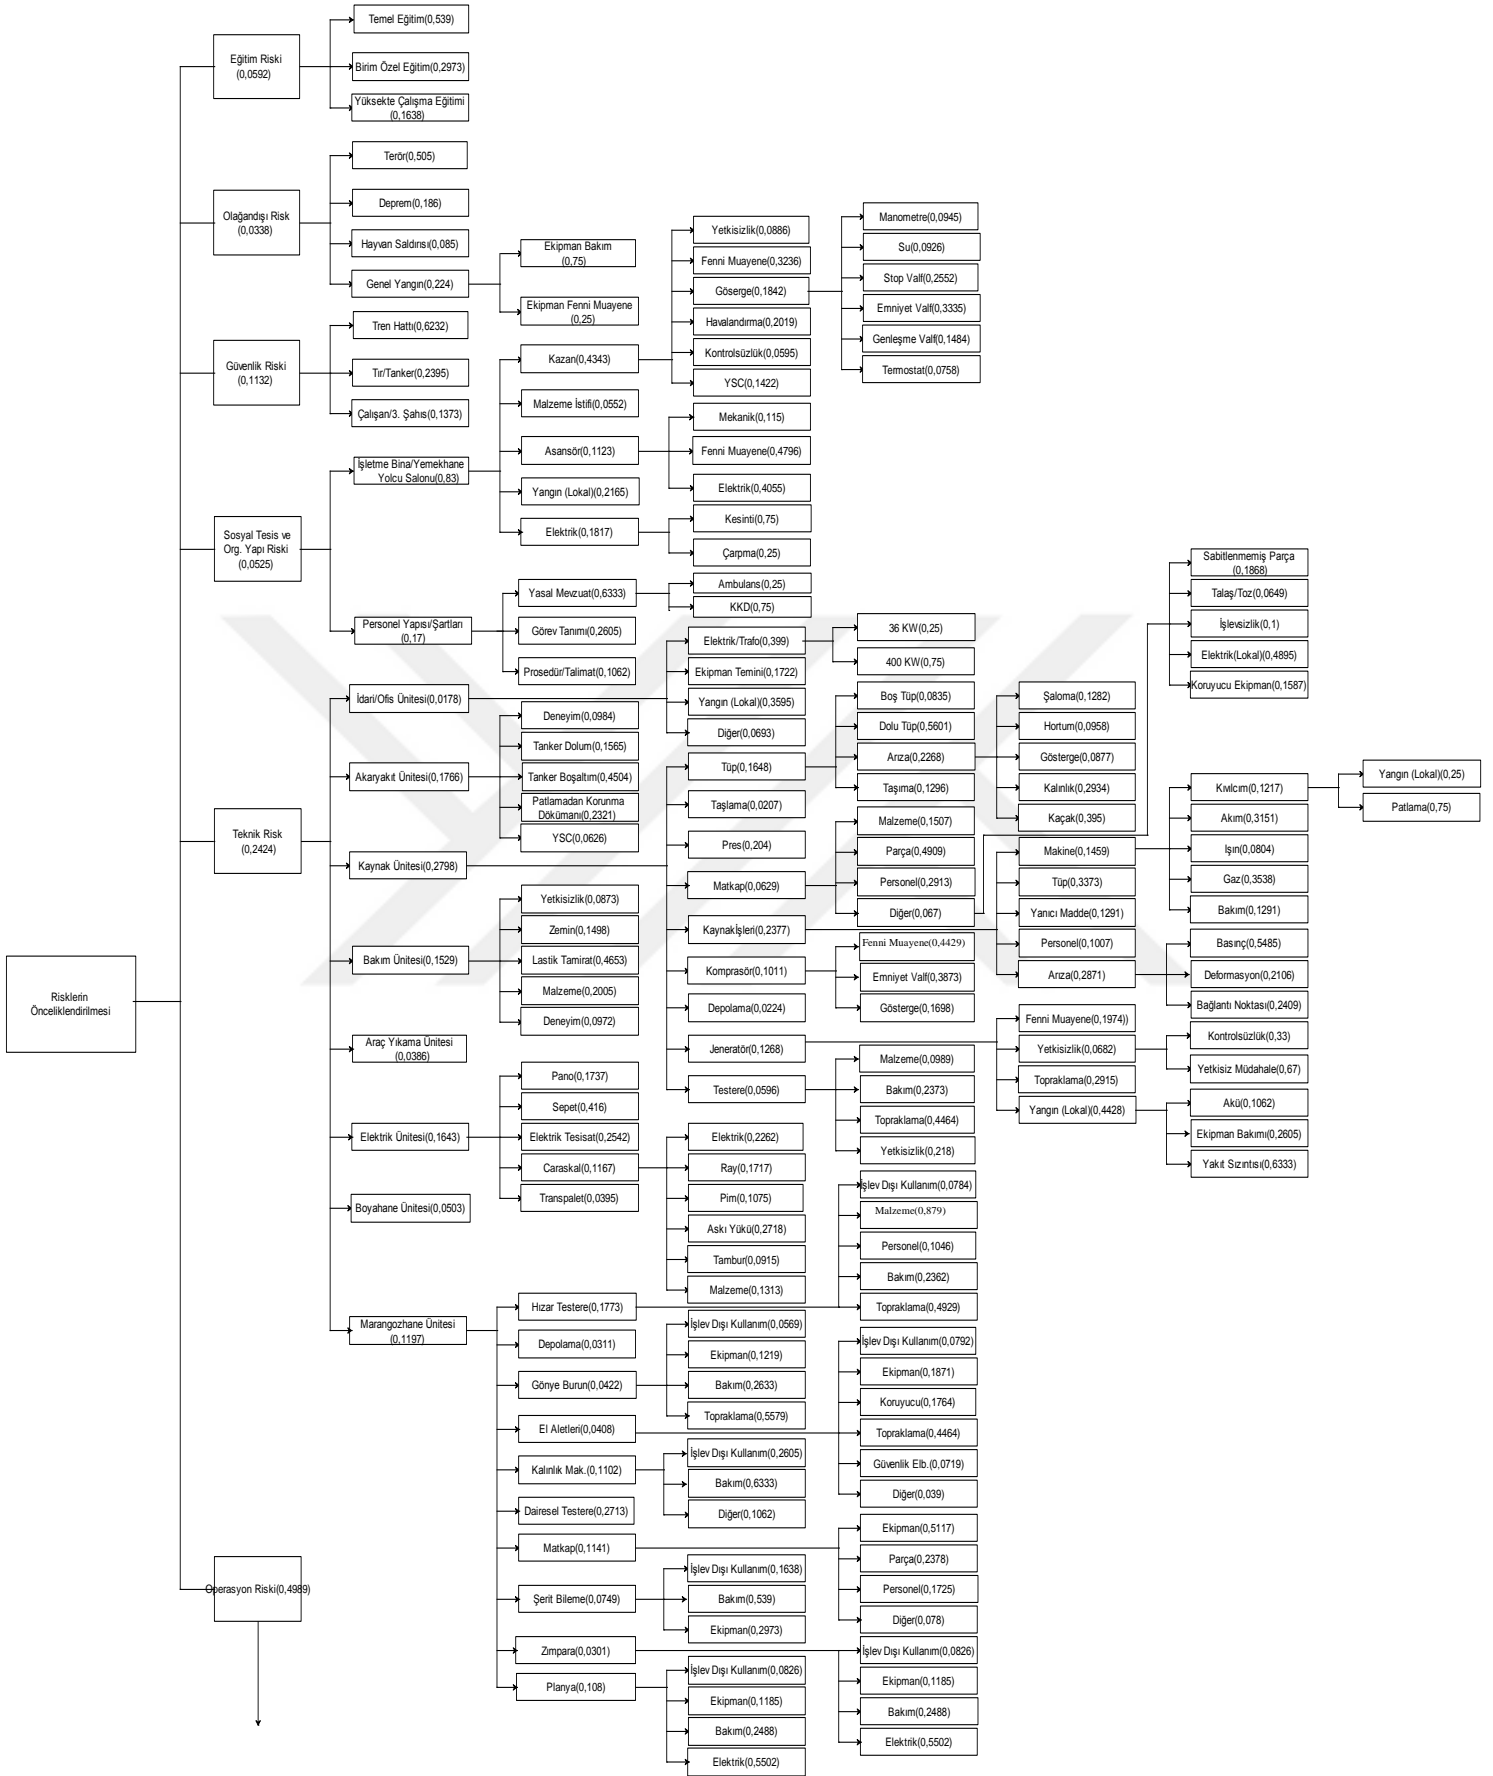 Temel Eğitim(0,539)
Eğitim Riski
(0,0592)
Birim Özel Eğitim(0,2973)
Yüksekte Çalışma Eğitimi
(0,1638)
Terör(0,505)
Olağandışı Risk
(0,0338)
Deprem(0,186)
Hayvan Saldırısı(0,085)
Genel Yangın(0,224)
Ekipman Bakım
(0,75)
Ekipman Fenni Muayene
(0,25)
Güvenlik Riski
(0,1132)
Tren Hattı(0,6232)
Tır/Tanker(0,2395)
Çalışan/3. Şahıs(0,1373)
Sosyal Tesis ve
Org. Yapı Riski
(0,0525)
İşletme Bina/Yemekhane
Yolcu Salonu(0,83)
Kazan(0,4343)
Yetkisizlik(0,0886)
Fenni Muayene(0,3236)
Göserge(0,1842)
Manometre(0,0945)
Su(0,0926)
Stop Valf(0,2552)
Emniyet Valf(0,3335)
Genleşme Valf(0,1484)
Termostat(0,0758)
Havalandırma(0,2019)
Kontrolsüzlük(0,0595)
YSC(0,1422)
Malzeme İstifi(0,0552)
Asansör(0,1123)
Mekanik(0,115)
Fenni Muayene(0,4796)
Elektrik(0,4055)
Yangın (Lokal)(0,2165)
Elektrik(0,1817)
Kesinti(0,75)
Çarpma(0,25)
Personel Yapısı/Şartları
(0,17)
Yasal Mevzuat(0,6333)
Ambulans(0,25)
KKD(0,75)
Görev Tanımı(0,2605)
Prosedür/Talimat(0,1062)
Risklerin
Önceliklendirilmesi
Teknik Risk
(0,2424)
İdari/Ofis Ünitesi(0,0178)
Elektrik/Trafo(0,399)
36 KW(0,25)
400 KW(0,75)
Ekipman Temini(0,1722)
Yangın (Lokal)(0,3595)
Diğer(0,0693)
Akaryakıt Ünitesi(0,1766)
Deneyim(0,0984)
Tanker Dolum(0,1565)
Tanker Boşaltım(0,4504)
Patlamadan Korunma
Dökümanı(0,2321)
YSC(0,0626)
Kaynak Ünitesi(0,2798)
Tüp(0,1648)
Boş Tüp(0,0835)
Dolu Tüp(0,5601)
Arıza(0,2268)
Şaloma(0,1282)
Hortum(0,0958)
Gösterge(0,0877)
Kalınlık(0,2934)
Kaçak(0,395)
Taşıma(0,1296)
Taşlama(0,0207)
Pres(0,204)
Matkap(0,0629)
Malzeme(0,1507)
Parça(0,4909)
Personel(0,2913)
Diğer(0,067)
Sabitlenmemiş Parça
(0,1868)
Talaş/Toz(0,0649)
İşlevsizlik(0,1)
Elektrik(Lokal)(0,4895)
Koruyucu Ekipman(0,1587)
Kaynakİşleri(0,2377)
Makine(0,1459)
Kıvılcım(0,1217)
Yangın (Lokal)(0,25)
Patlama(0,75)
Akım(0,3151)
Işın(0,0804)
Gaz(0,3538)
Bakım(0,1291)
Tüp(0,3373)
Yanıcı Madde(0,1291)
Personel(0,1007)
Arıza(0,2871)
Basınç(0,5485)
Deformasyon(0,2106)
Bağlantı Noktası(0,2409)
Komprasör(0,1011)
Fenni Muayene(0,4429)
Emniyet Valf(0,3873)
Gösterge(0,1698)
Depolama(0,0224)
Jeneratör(0,1268)
Fenni Muayene(0,1974))
Yetkisizlik(0,0682)
Kontrolsüzlük(0,33)
Yetkisiz Müdahale(0,67)
Topraklama(0,2915)
Yangın (Lokal)(0,4428)
Akü(0,1062)
Ekipman Bakımı(0,2605)
Yakıt Sızıntısı(0,6333)
Testere(0,0596)
Malzeme(0,0989)
Bakım(0,2373)
Topraklama(0,4464)
Yetkisizlik(0,218)
Bakım Ünitesi(0,1529)
Yetkisizlik(0,0873)
Zemin(0,1498)
Lastik Tamirat(0,4653)
Malzeme(0,2005)
Deneyim(0,0972)
Araç Yıkama Ünitesi
(0,0386)
Elektrik Ünitesi(0,1643)
Pano(0,1737)
Sepet(0,416)
Elektrik Tesisat(0,2542)
Caraskal(0,1167)
Elektrik(0,2262)
Ray(0,1717)
Pim(0,1075)
Askı Yükü(0,2718)
Tambur(0,0915)
Malzeme(0,1313)
Transpalet(0,0395)
Boyahane Ünitesi(0,0503)
Marangozhane Ünitesi
(0,1197)
Hızar Testere(0,1773)
İşlev Dışı Kullanım(0,0784)
Malzeme(0,879)
Personel(0,1046)
Bakım(0,2362)
Topraklama(0,4929)
Depolama(0,0311)
Gönye Burun(0,0422)
İşlev Dışı Kullanım(0,0569)
Ekipman(0,1219)
Bakım(0,2633)
Topraklama(0,5579)
El Aletleri(0,0408)
İşlev Dışı Kullanım(0,0792)
Ekipman(0,1871)
Koruyucu(0,1764)
Topraklama(0,4464)
Güvenlik Elb.(0,0719)
Diğer(0,039)
Kalınlık Mak.(0,1102)
İşlev Dışı Kullanım(0,2605)
Bakım(0,6333)
Diğer(0,1062)
Dairesel Testere(0,2713)
Matkap(0,1141)
Ekipman(0,5117)
Parça(0,2378)
Personel(0,1725)
Diğer(0,078)
Şerit Bileme(0,0749)
İşlev Dışı Kullanım(0,1638)
Bakım(0,539)
Ekipman(0,2973)
Zımpara(0,0301)
İşlev Dışı Kullanım(0,0826)
Ekipman(0,1185)
Bakım(0,2488)
Elektrik(0,5502)
Planya(0,108)
İşlev Dışı Kullanım(0,0826)
Ekipman(0,1185)
Bakım(0,2488)
Elektrik(0,5502)
Operasyon Riski(0,4989)